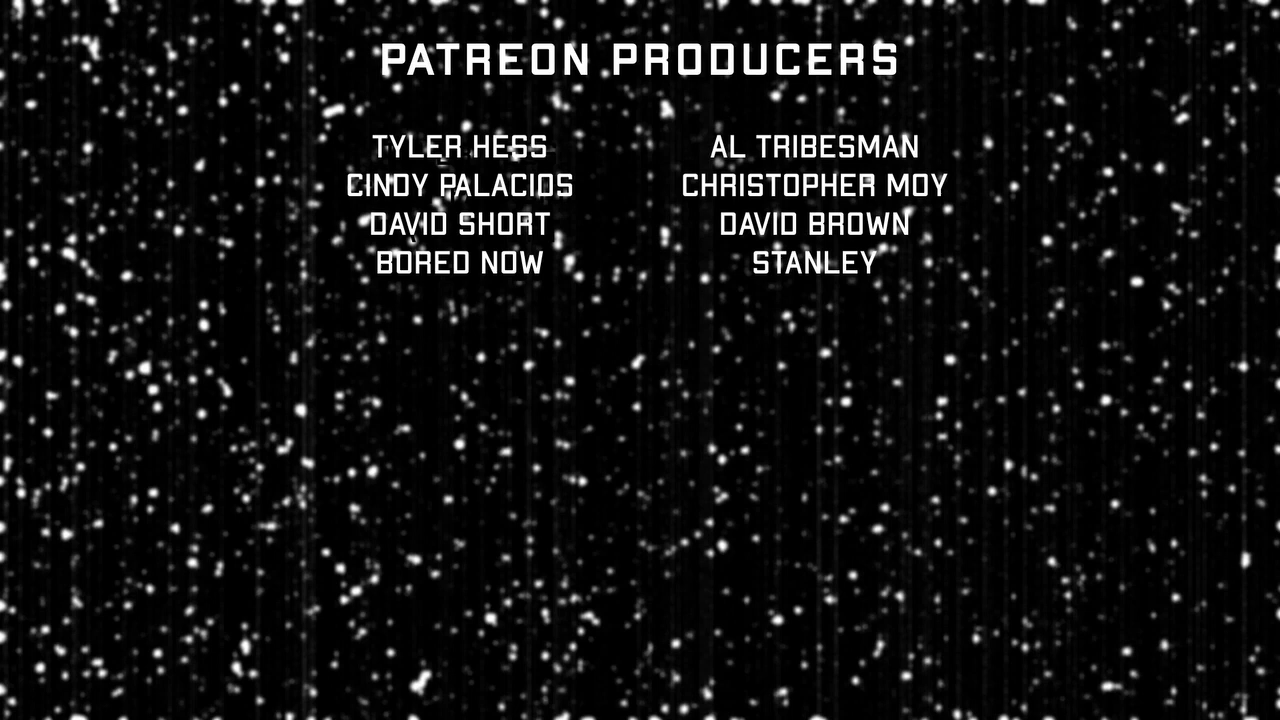 PATREON PRODUCERS
TYLER HESS
CINDY PALACIOS
DAVID SHORT
BORED NOW
AL TRIBESMAN
CHRISTOPHER MOY
DAVID BROWN
STANLEY